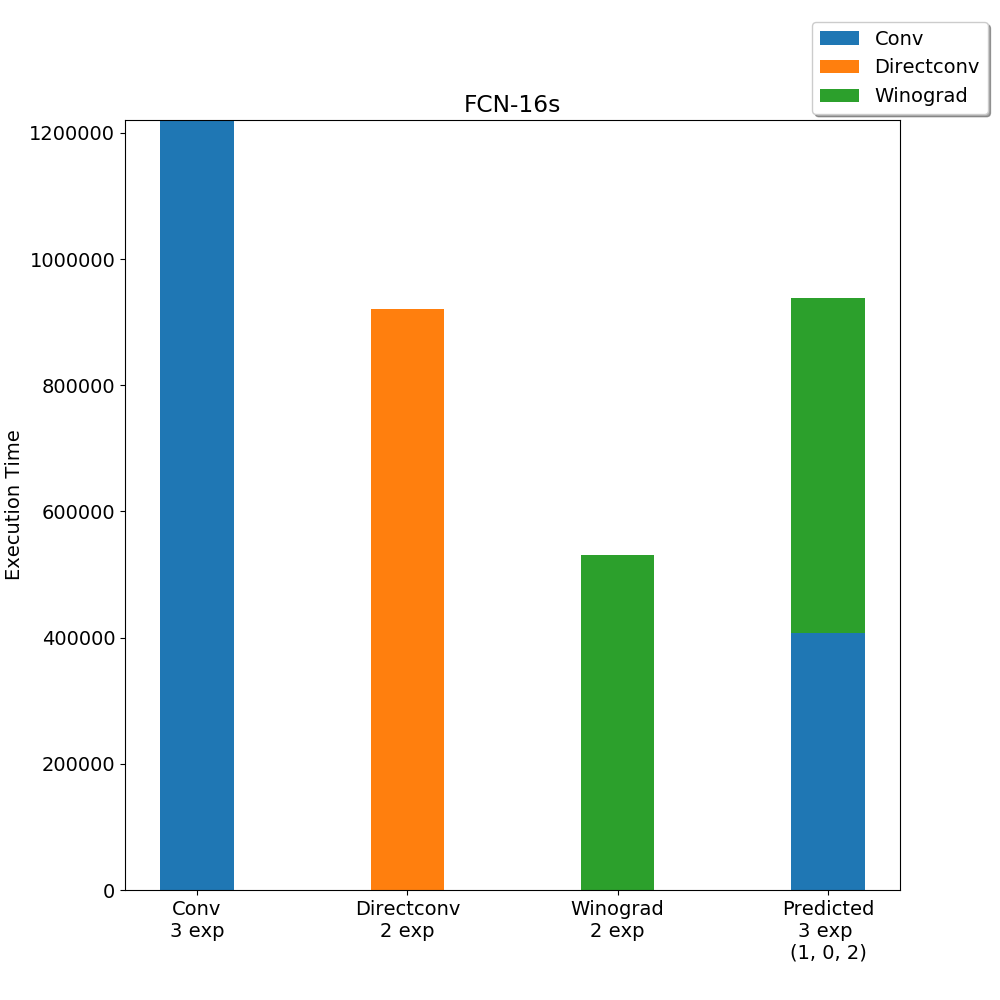 Conv
Directconv
Winograd
FCN-16s
1200000
1000000
800000
600000
400000
200000
0
Execution Time
Conv
3 exp
Directconv
2 exp
Winograd
2 exp
Predicted
3 exp
(1, 0, 2)